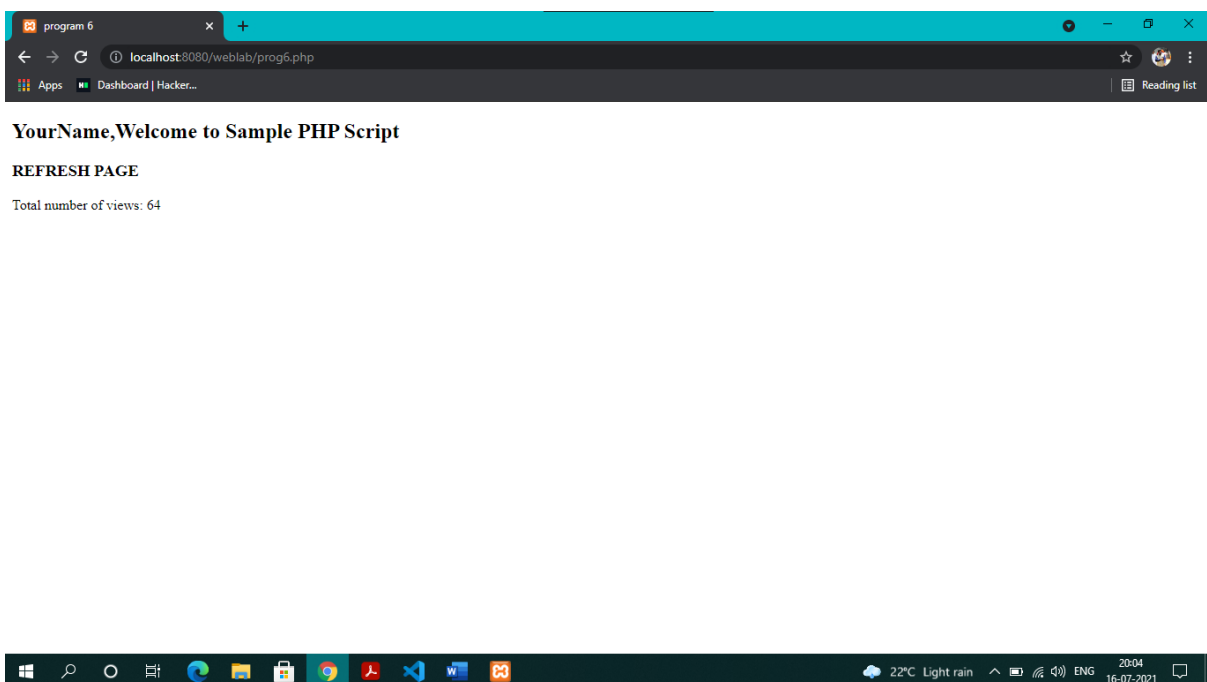 program 6
localhost:8080/weblab/prog6.php
Apps Dashboard | Hacker... Reading list
YourName,Welcome to Sample PHP Script
REFRESH PAGE
Total number of views: 64
22°C Light rain ENG 20:04
16-07-2021